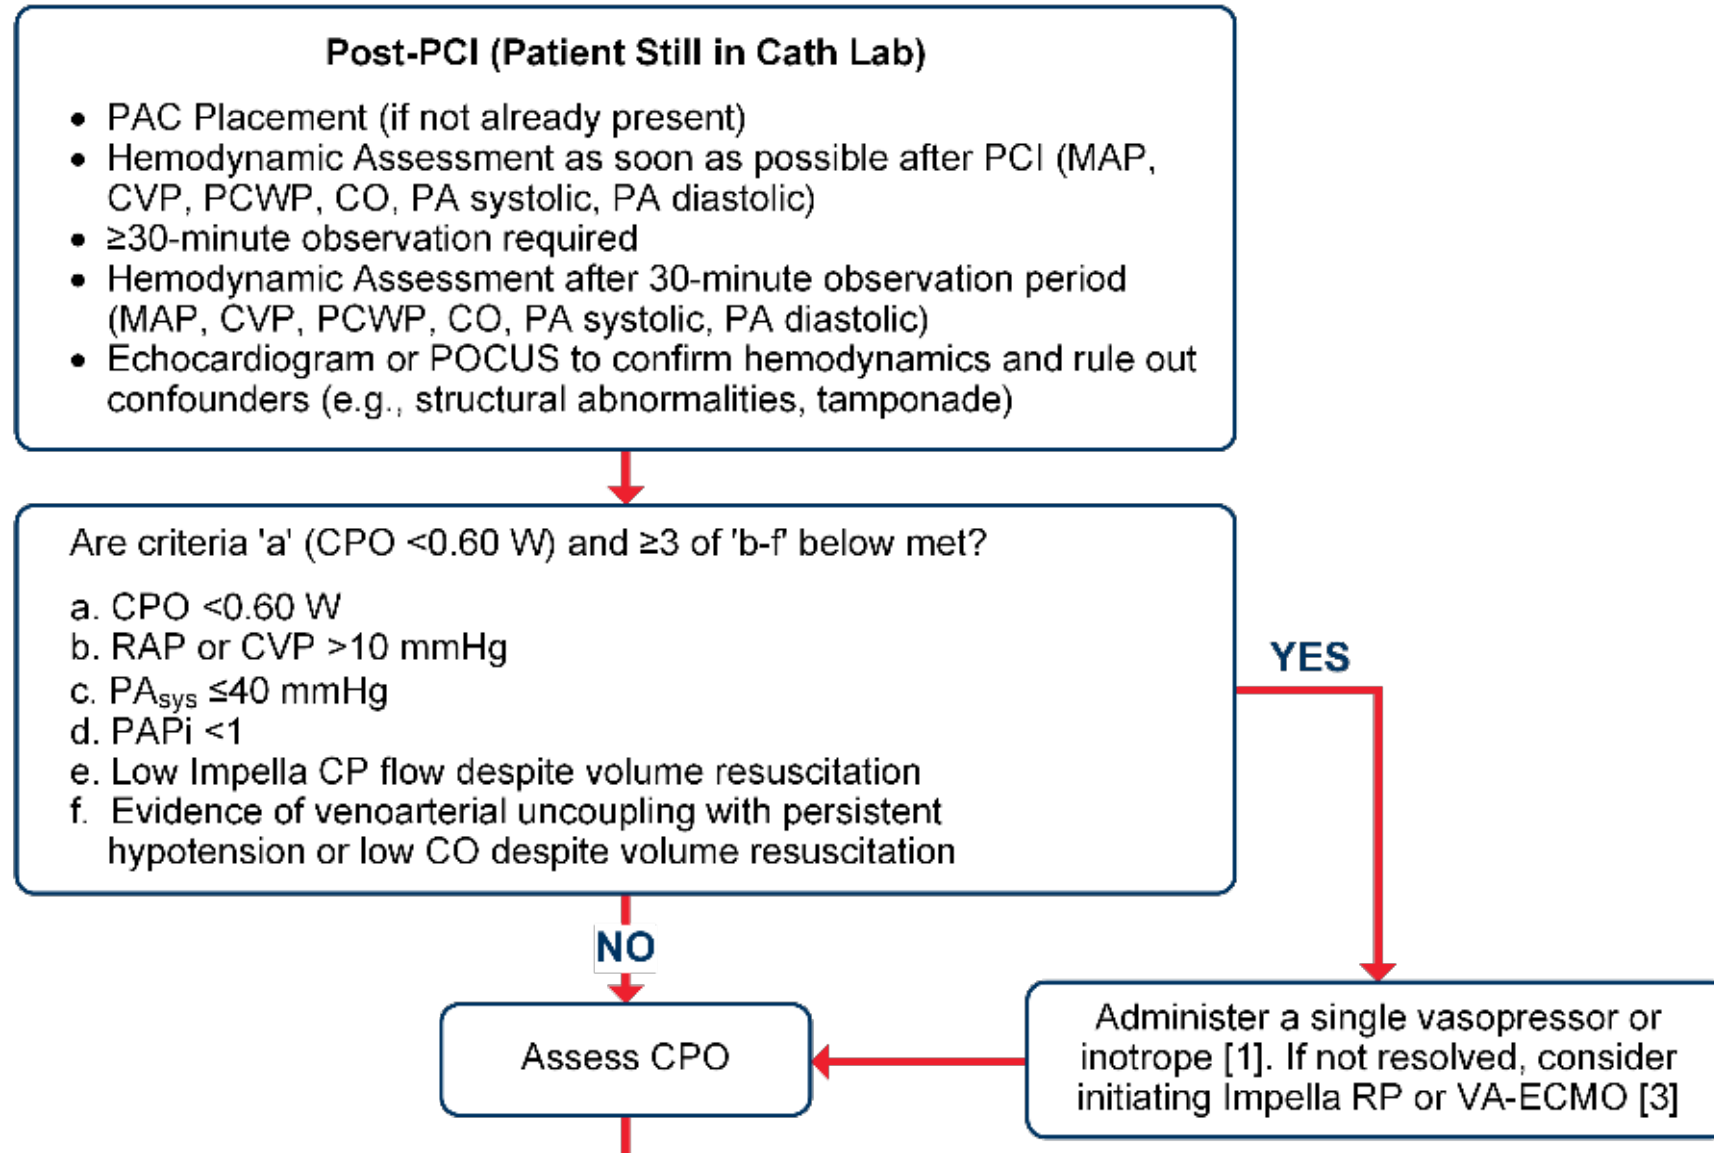 Post-PCI (Patient Still in Cath Lab)
• PAC Placement (if not already present)
• Hemodynamic Assessment as soon as possible after PCI (MAP,
CVP, PCWP, CO, PA systolic, PA diastolic)
• ≥30-minute observation required
• Hemodynamic Assessment after 30-minute observation period
(MAP, CVP, PCWP, CO, PA systolic, PA diastolic)
• Echocardiogram or POCUS to confirm hemodynamics and rule out
confounders (e.g., structural abnormalities, tamponade)
Are criteria 'a' (CPO <0.60 W) and ≥3 of 'b-f' below met?
a. CPO <0.60 W
b. RAP or CVP >10 mmHg
c. PAsys ≤40 mmHg
d. PAPi <1
e. Low Impella CP flow despite volume resuscitation
f. Evidence of venoarterial uncoupling with persistent
hypotension or low CO despite volume resuscitation
YES
NO
Assess CPO
Administer a single vasopressor or
inotrope [1]. If not resolved, consider
initiating Impella RP or VA-ECMO [3]